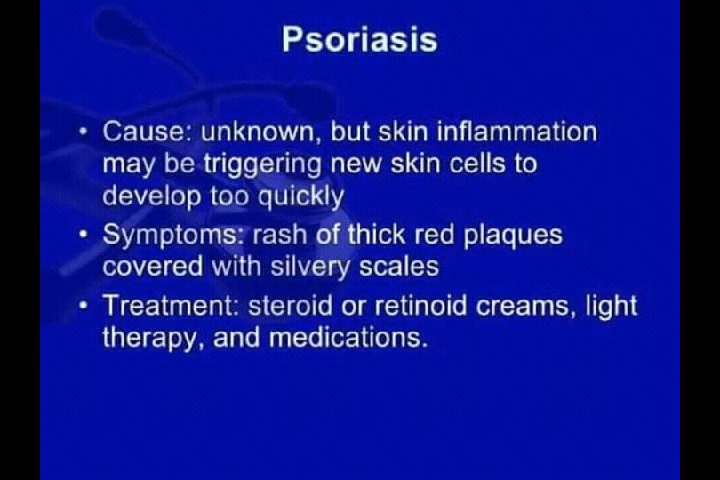 Psoriasis
• Cause: unknown, but skin inflammation
may be triggering new skin cells to
develop too quickly
• Symptoms: rash of thick red plaques
covered with silvery scales
• Treatment: steroid or retinoid creams, light
therapy, and medications.